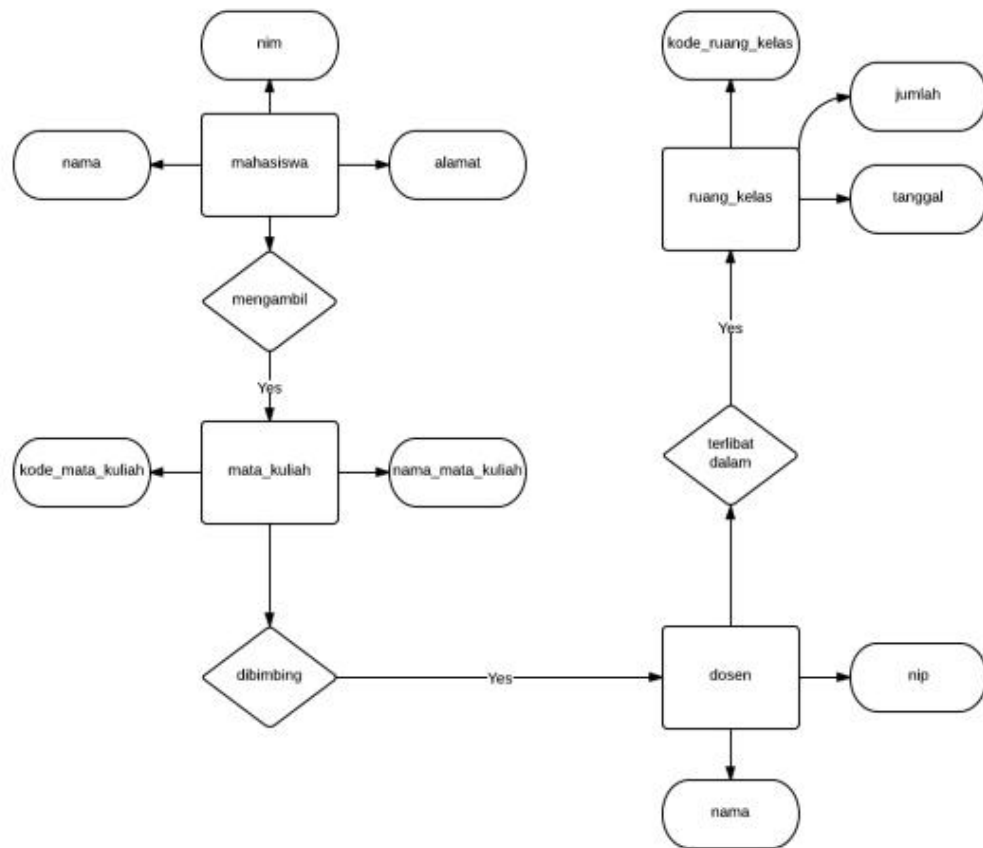 nim
nama
mahasiswa
alamat
mengambil
Yes
kode_mata_kuliah
mata_kuliah
nama_mata_kuliah
dibimbing
Yes
kode_ruang_kelas
jumlah
ruang_kelas
tanggal
Yes
terlibat
dalam
dosen
nip
nama